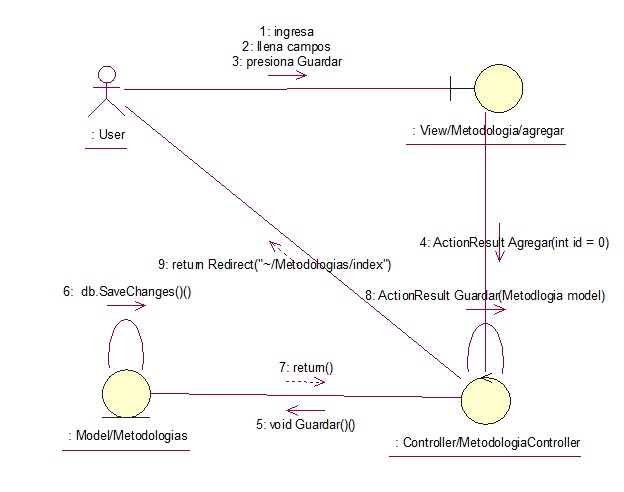 1: ingresa
2: llena campos
3: presiona Guardar
: User
: View/Metodologia/agregar
4: ActionResult Agregar(int id = 0)
9: return Redirect("~/Metodologias/index")
6:  db.SaveChanges()()
8: ActionResult Guardar(Metodlogia model)
7: return()
5: void Guardar()()
: Model/Metodologias
: Controller/MetodologiaController